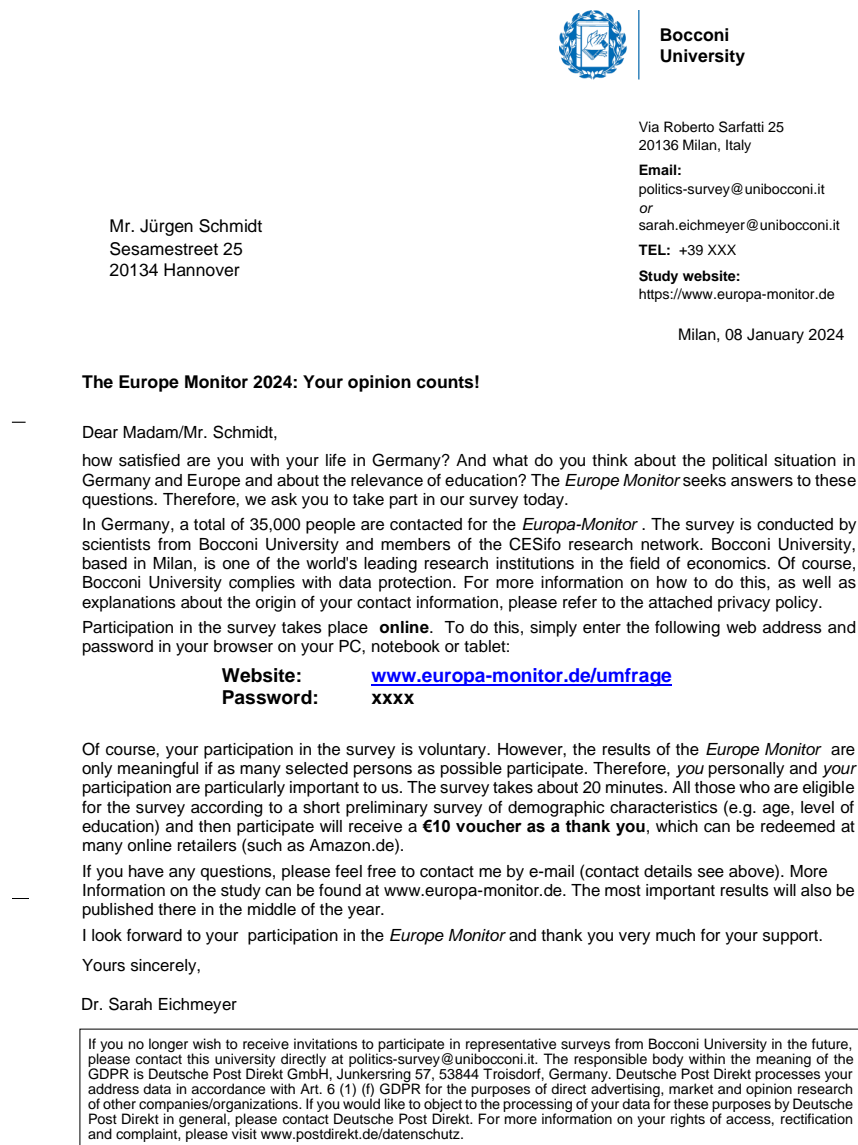 Bocconi
University
Via Roberto Sarfatti 25
20136 Milan, Italy
Email:
politics-survey@unibocconi.it
or
sarah.eichmeyer@unibocconi.it
TEL: +39 XXX
Study website:
https://www.europa-monitor.de
Mr. Jürgen Schmidt
Sesamestreet 25
20134 Hannover
Milan, 08 January 2024
The Europe Monitor 2024: Your opinion counts!
Dear Madam/Mr. Schmidt,
how satisfied are you with your life in Germany? And what do you think about the political situation in
Germany and Europe and about the relevance of education? The Europe Monitor seeks answers to these
questions. Therefore, we ask you to take part in our survey today.
In Germany, a total of 35,000 people are contacted for the Europa-Monitor . The survey is conducted by
scientists from Bocconi University and members of the CESifo research network. Bocconi University,
based in Milan, is one of the world's leading research institutions in the field of economics. Of course,
Bocconi University complies with data protection. For more information on how to do this, as well as
explanations about the origin of your contact information, please refer to the attached privacy policy.
Participation in the survey takes place online. To do this, simply enter the following web address and
password in your browser on your PC, notebook or tablet:
Website: www.europa-monitor.de/umfrage
Password: xxxx
Of course, your participation in the survey is voluntary. However, the results of the Europe Monitor are
only meaningful if as many selected persons as possible participate. Therefore, you personally and your
participation are particularly important to us. The survey takes about 20 minutes. All those who are eligible
for the survey according to a short preliminary survey of demographic characteristics (e.g. age, level of
education) and then participate will receive a €10 voucher as a thank you, which can be redeemed at
many online retailers (such as Amazon.de).
If you have any questions, please feel free to contact me by e-mail (contact details see above). More
Information on the study can be found at www.europa-monitor.de. The most important results will also be
published there in the middle of the year.
I look forward to your participation in the Europe Monitor and thank you very much for your support.
Yours sincerely,
Dr. Sarah Eichmeyer
If you no longer wish to receive invitations to participate in representative surveys from Bocconi University in the future,
please contact this university directly at politics-survey@unibocconi.it. The responsible body within the meaning of the
GDPR is Deutsche Post Direkt GmbH, Junkersring 57, 53844 Troisdorf, Germany. Deutsche Post Direkt processes your
address data in accordance with Art. 6 (1) (f) GDPR for the purposes of direct advertising, market and opinion research
of other companies/organizations. If you would like to object to the processing of your data for these purposes by Deutsche
Post Direkt in general, please contact Deutsche Post Direkt. For more information on your rights of access, rectification
and complaint, please visit www.postdirekt.de/datenschutz.